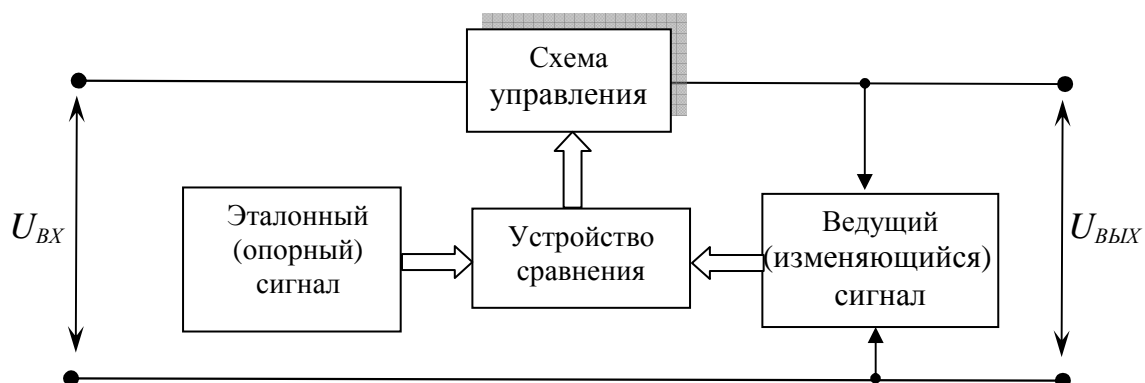 Схема
управления
U_ВХ
Эталонный
(опорный)
сигнал
Устройство
сравнения
Ведущий
(изменяющийся)
сигнал
U_ВЫХ